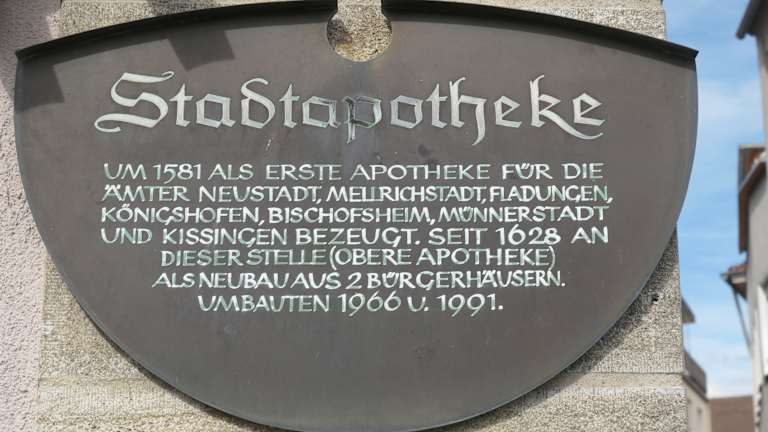 Stadtapotheke
UM 1581 ALS ERSTE APOTHEKE FÜR DIE
ÄMTER NEUSTADT, MELLRICHSTADT, FLADUNGEN,
KÖNIGSHOFEN, BISCHOFSHEIM, MÜNNERSTADT
UND KISSINGEN BEZEUGT. SEIT 1628 AN
DIESER STELLE (OBERE APOTHEKE)
ALS NEUBAU AUS 2 BÜRGERHÄUSERN.
UMBAUTEN 1966 U. 1991.